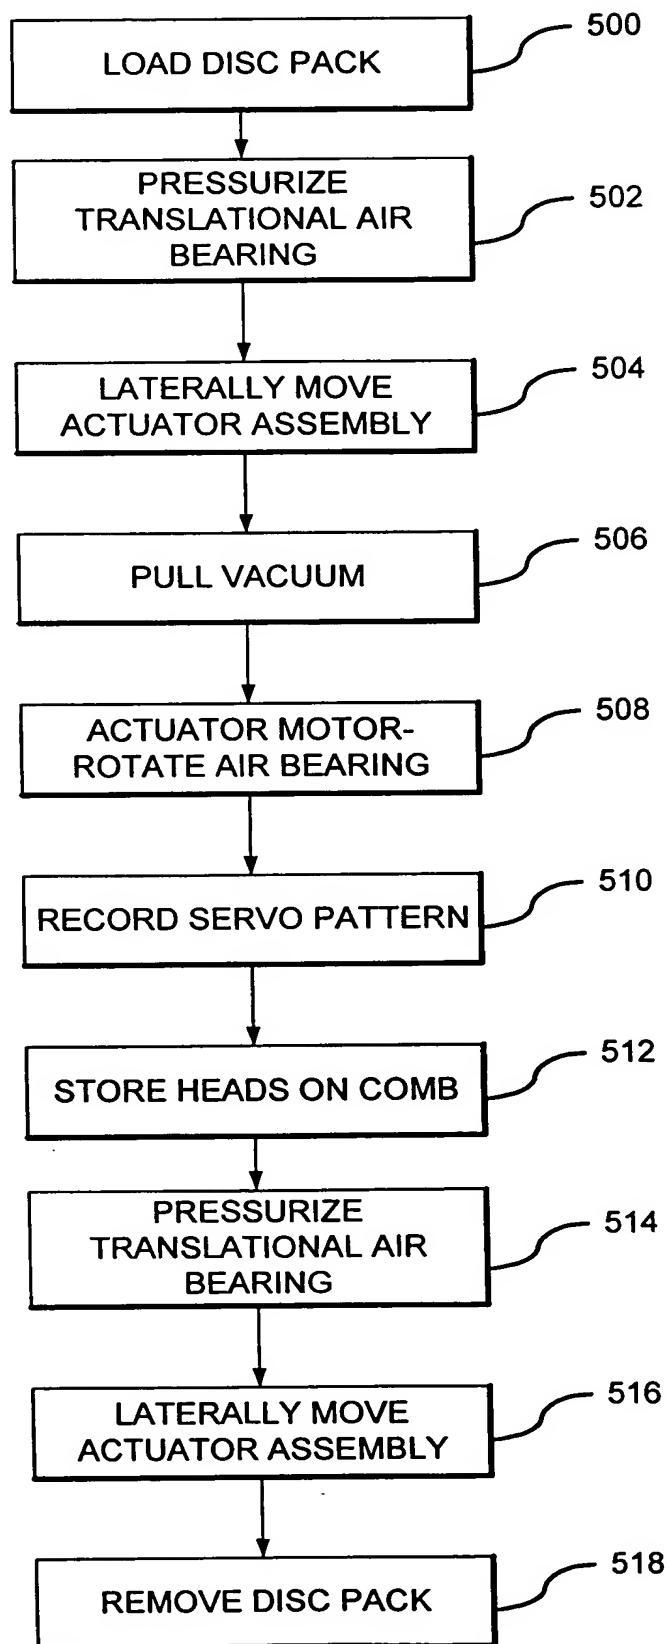 LOAD DISC PACK
500
PRESSURIZE
TRANSLATIONAL AIR
BEARING
502
LATERALLY MOVE
ACTUATOR ASSEMBLY
504
PULL VACUUM
506
ACTUATOR MOTOR-
ROTATE AIR BEARING
508
RECORD SERVO PATTERN
510
STORE HEADS ON COMB
512
PRESSURIZE
TRANSLATIONAL AIR
BEARING
514
LATERALLY MOVE
ACTUATOR ASSEMBLY
516
REMOVE DISC PACK
518